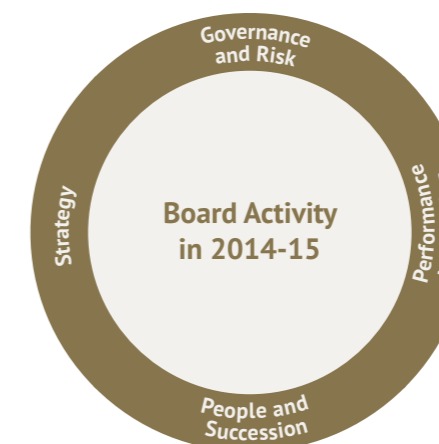 Governance
and Risk
Strategy
Board Activity
in 2014-15
Performance
People and
Succession